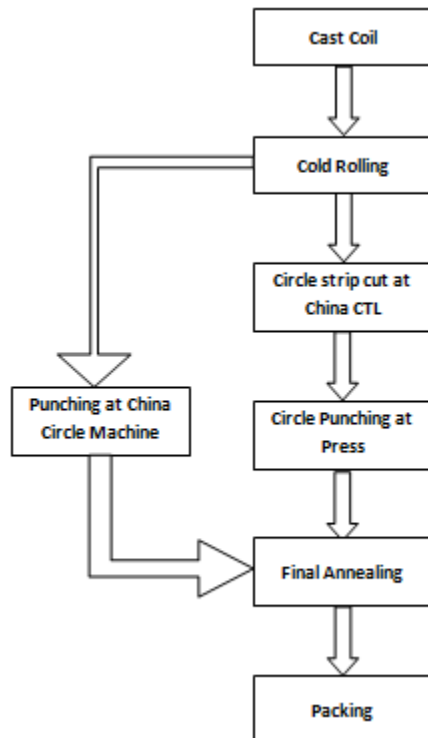 Cast Coil
Cold Rolling
Circle strip cut at
China CTL
Punching at China
Circle Machine
Circle Punching at
Press
Final Annealing
Packing